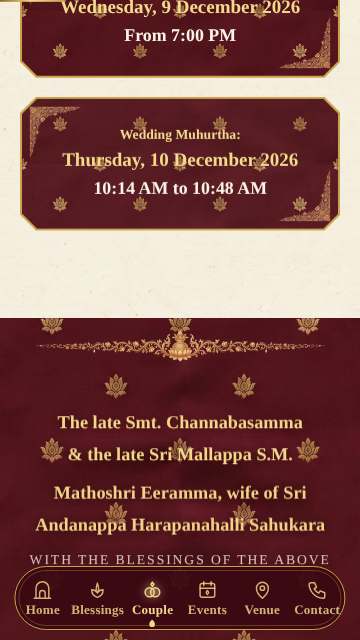 Wednesday, 9 December 2026
From 7:00 PM
Wedding Muhurtha:
Thursday, 10 December 2026
10:14 AM to 10:48 AM
The late Smt. Channabasamma
& the late Sri Mallappa S.M.
Mathoshri Eeramma, wife of Sri
Andanappa Harapanahalli Sahukara
WITH THE BLESSINGS OF THE ABOVE
Home Blessings Couple Events Venue Contact